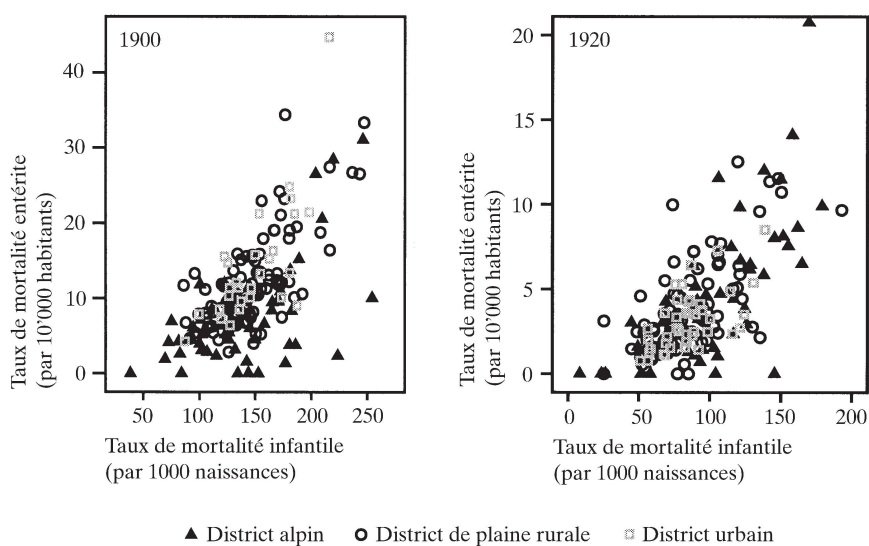 1900
40
30
20
10
0
50 100 150 200 250
Taux de mortalité entérite
(par 10'000 habitants)
Taux de mortalité infantile
(par 1000 naissances)
1920
20
15
10
5
0
0 50 100 150 200
Taux de mortalité entérite
(par 10'000 habitants)
Taux de mortalité infantile
(par 1000 naissances)
District alpin District de plaine rurale District urbain